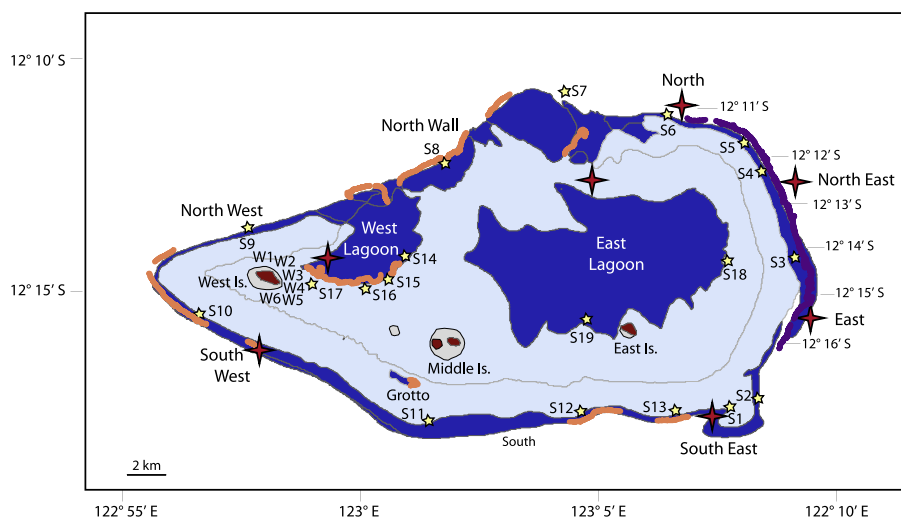 12° 10′ S
North
S7
12° 11′ S
S6
North Wall
S8
S5
12° 12′ S
S4
North East
12° 13′ S
North West
S9
West
Lagoon
East
Lagoon
12° 14′ S
S14
S18
S3
W1
W2
W3
W4
W5
W6
West Is.
S17
S16
S15
12° 15′ S
12° 15′ S
S10
S19
East Is.
East
12° 16′ S
South
West
Middle Is.
Grotto
S11
S12
S13
S2
S1
South
South East
2 km
122° 55′ E
123° E
123° 5′ E
122° 10′ E